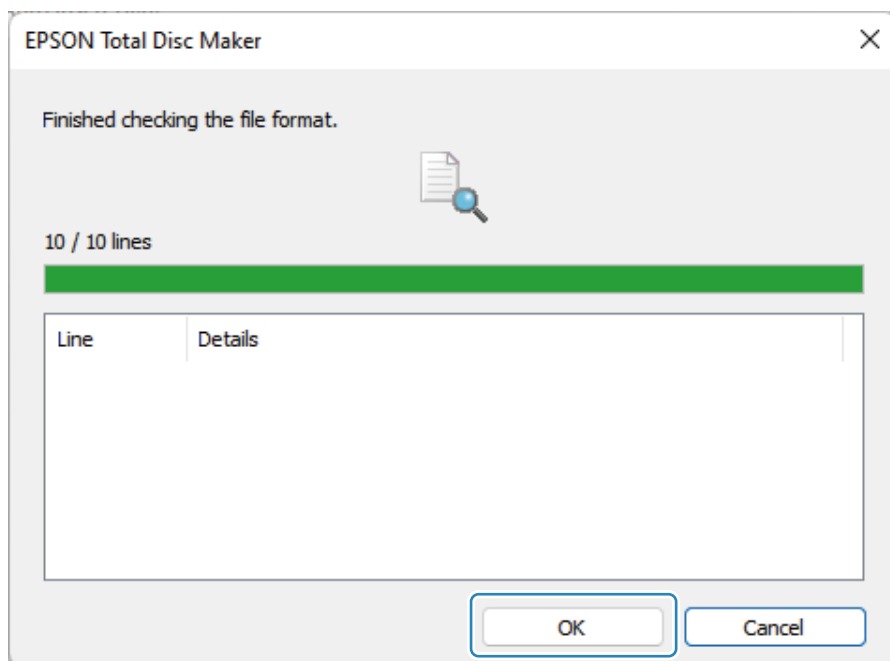 EPSON Total Disc Maker
Finished checking the file format.
10 / 10 lines
Line Details
OK Cancel